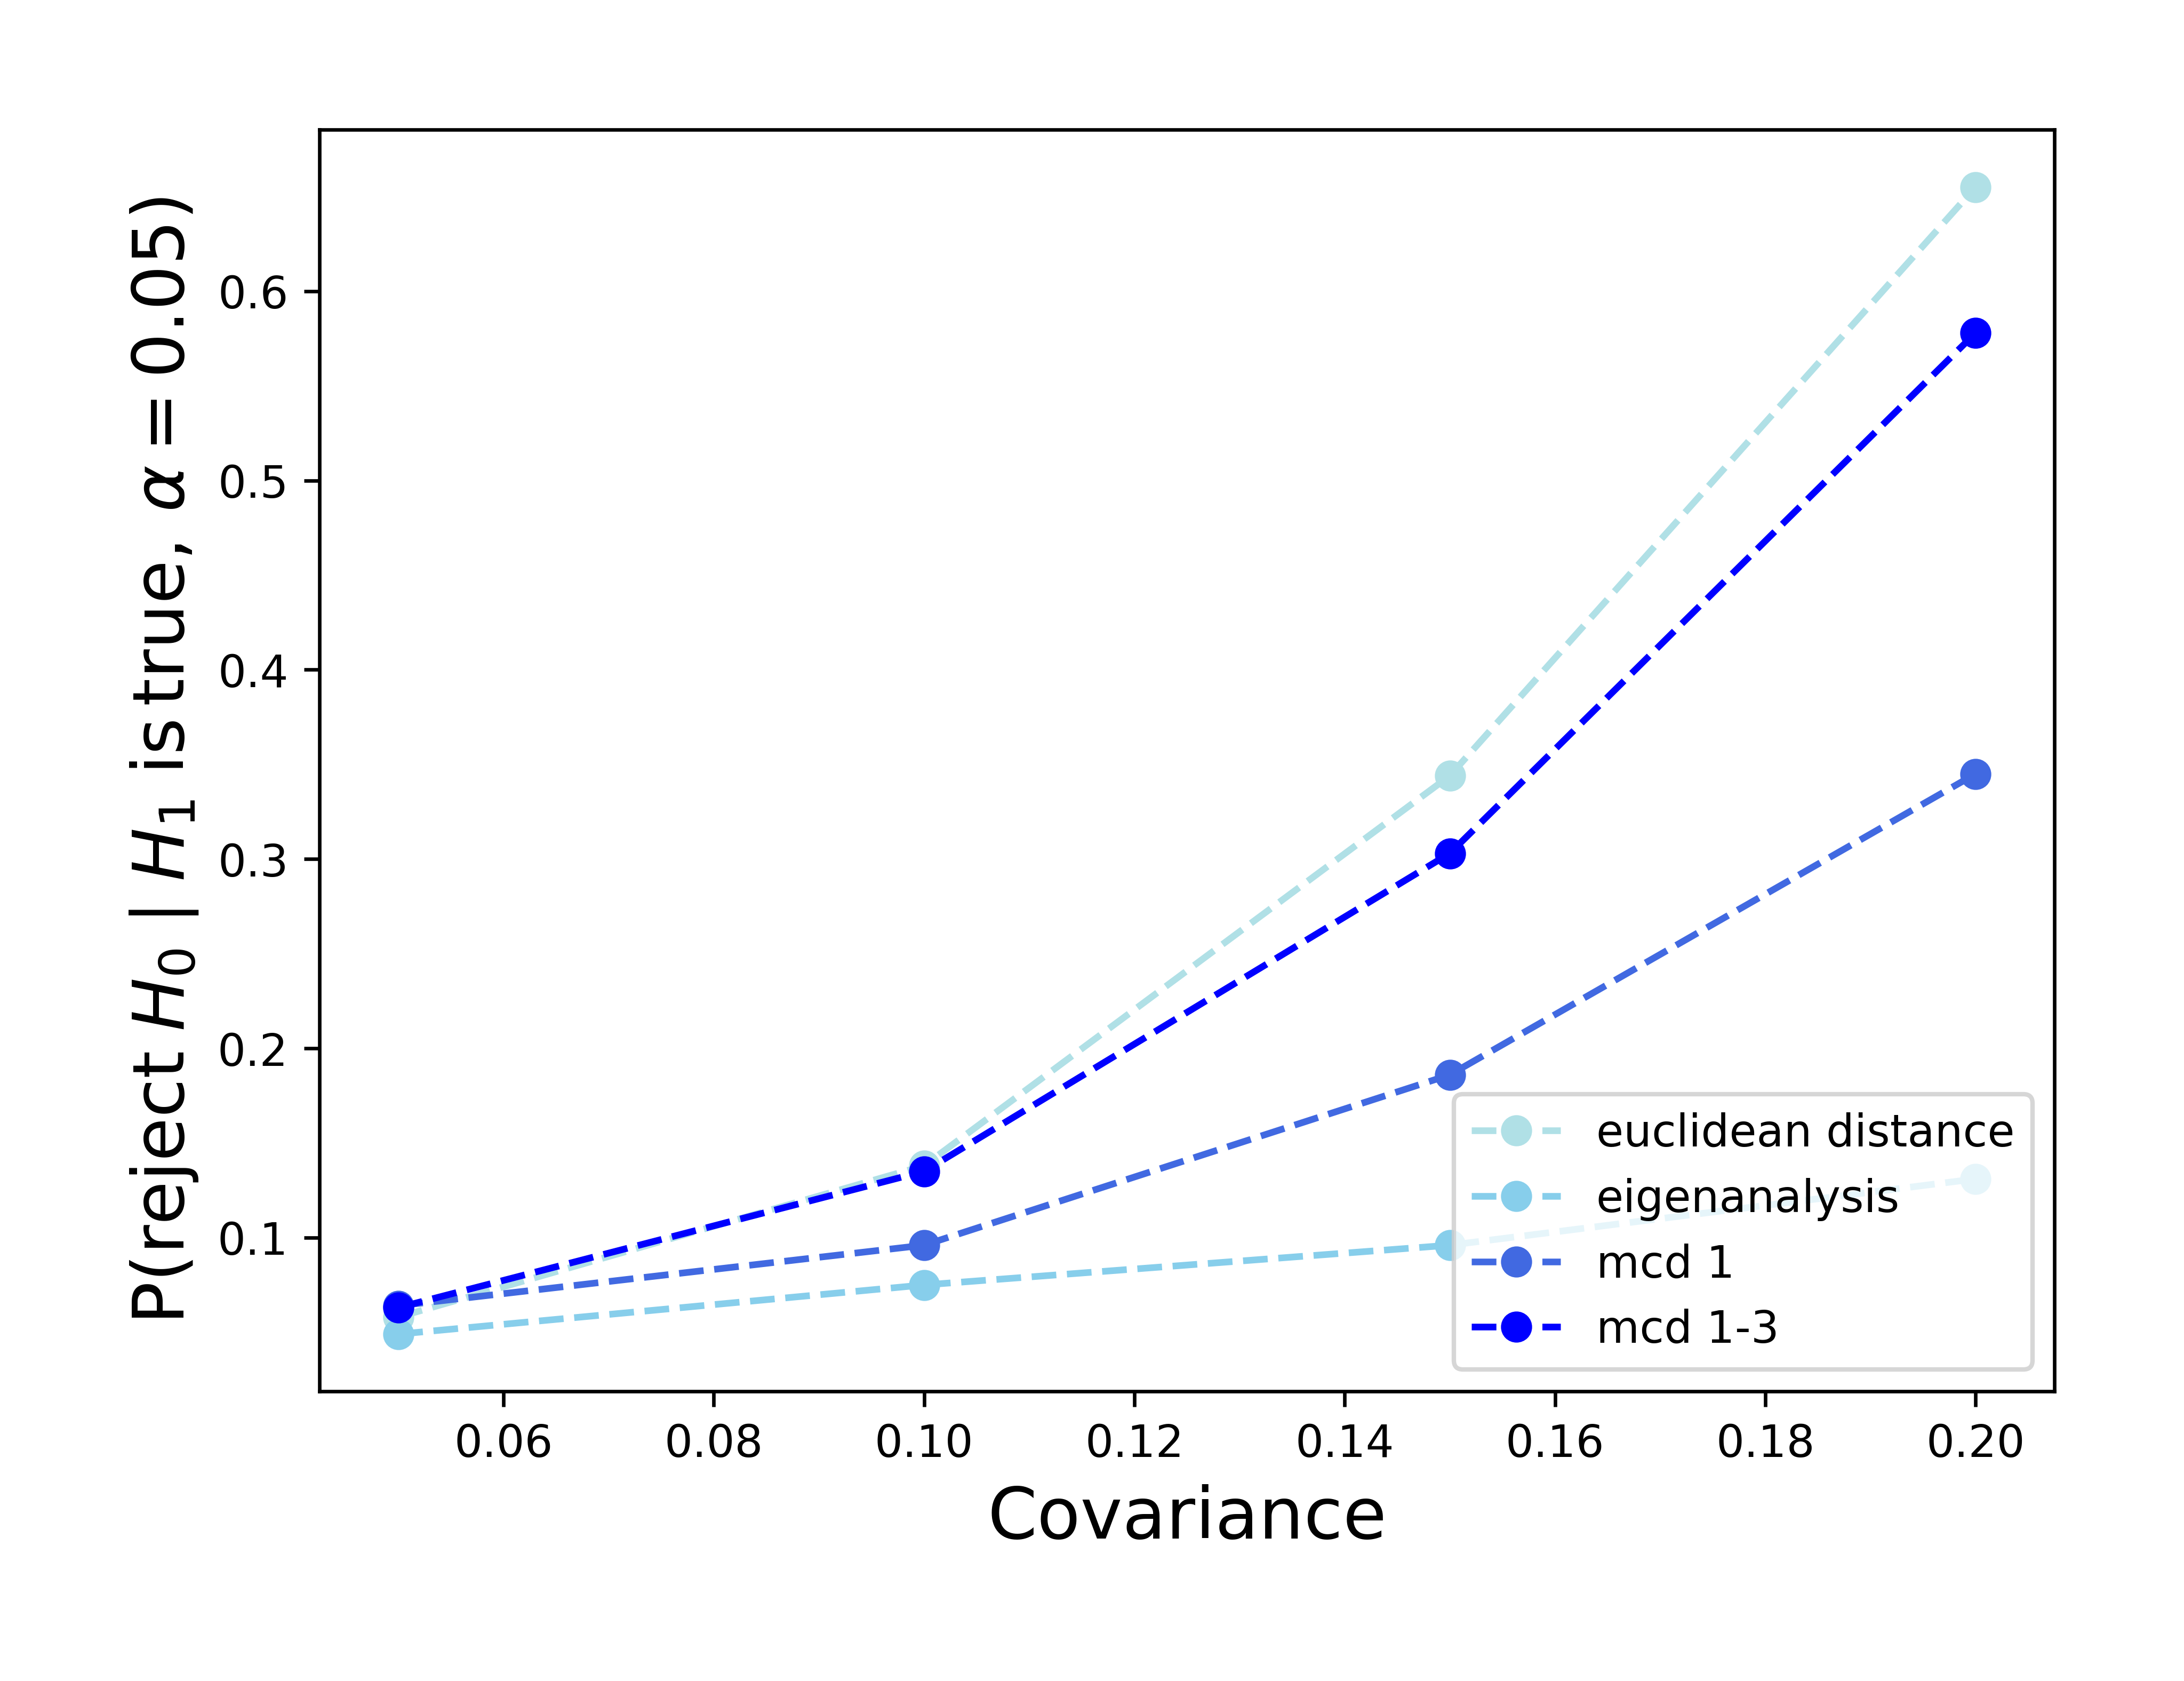 P(reject H₀ | H₁ is true, α = 0.05)
0.6
0.5
0.4
0.3
0.2
0.1
euclidean distance
eigenanalysis
mcd 1
mcd 1-3
0.06 0.08 0.10 0.12 0.14 0.16 0.18 0.20
Covariance